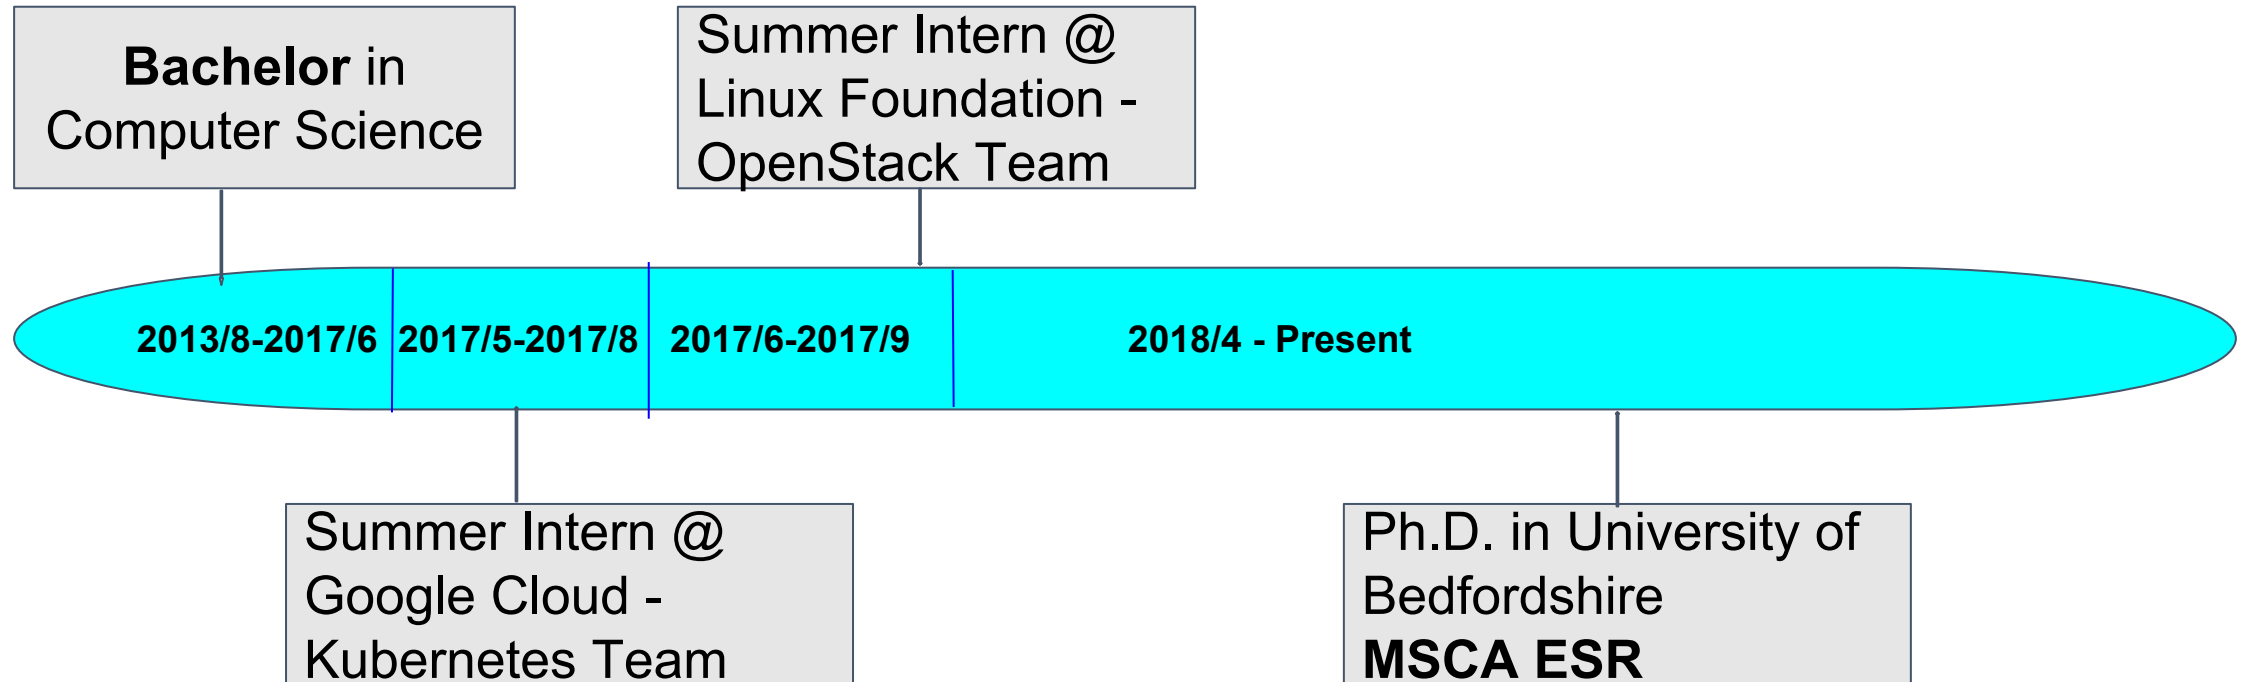 Bachelor in
Computer Science
Summer Intern @
Linux Foundation -
OpenStack Team
2013/8-2017/6
2017/5-2017/8
2017/6-2017/9
2018/4 - Present
Summer Intern @
Google Cloud -
Kubernetes Team
Ph.D. in University of
Bedfordshire
MSCA ESR